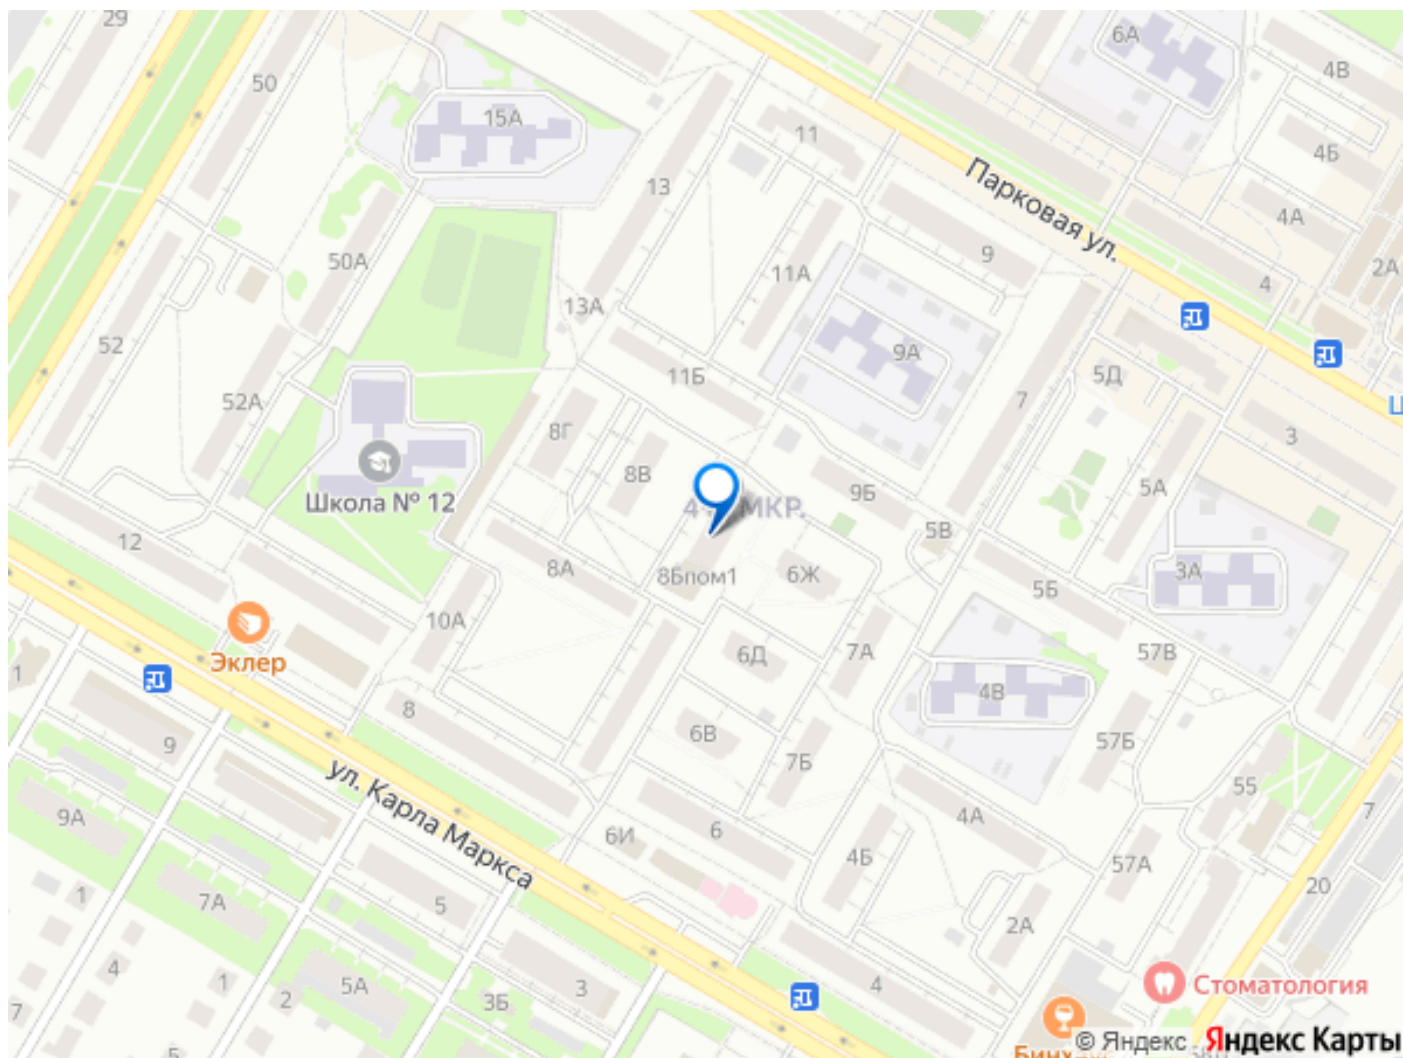 29
50
15А
11
6А
4В
4Б
Парковая ул.
13
4А
50А
11А
9
4
2А
13А
52
11Б
9А
5Д
52А
7
8Г
3
8В
Школа № 12
МКР.
9Б
5А
12
5В
8А
8Бпом1
6Ж
5Б
3А
10А
Эклер
6Д
7А
57В
1
4В
8
9
6В
7Б
57Б
ул. Карла Маркса
55
7
9А
6И
6
4А
4Б
57А
1
7А
5
20
2А
4
1
2
5А
3Б
3
4
Стоматология
7
5
© Яндекс Яндекс Карты